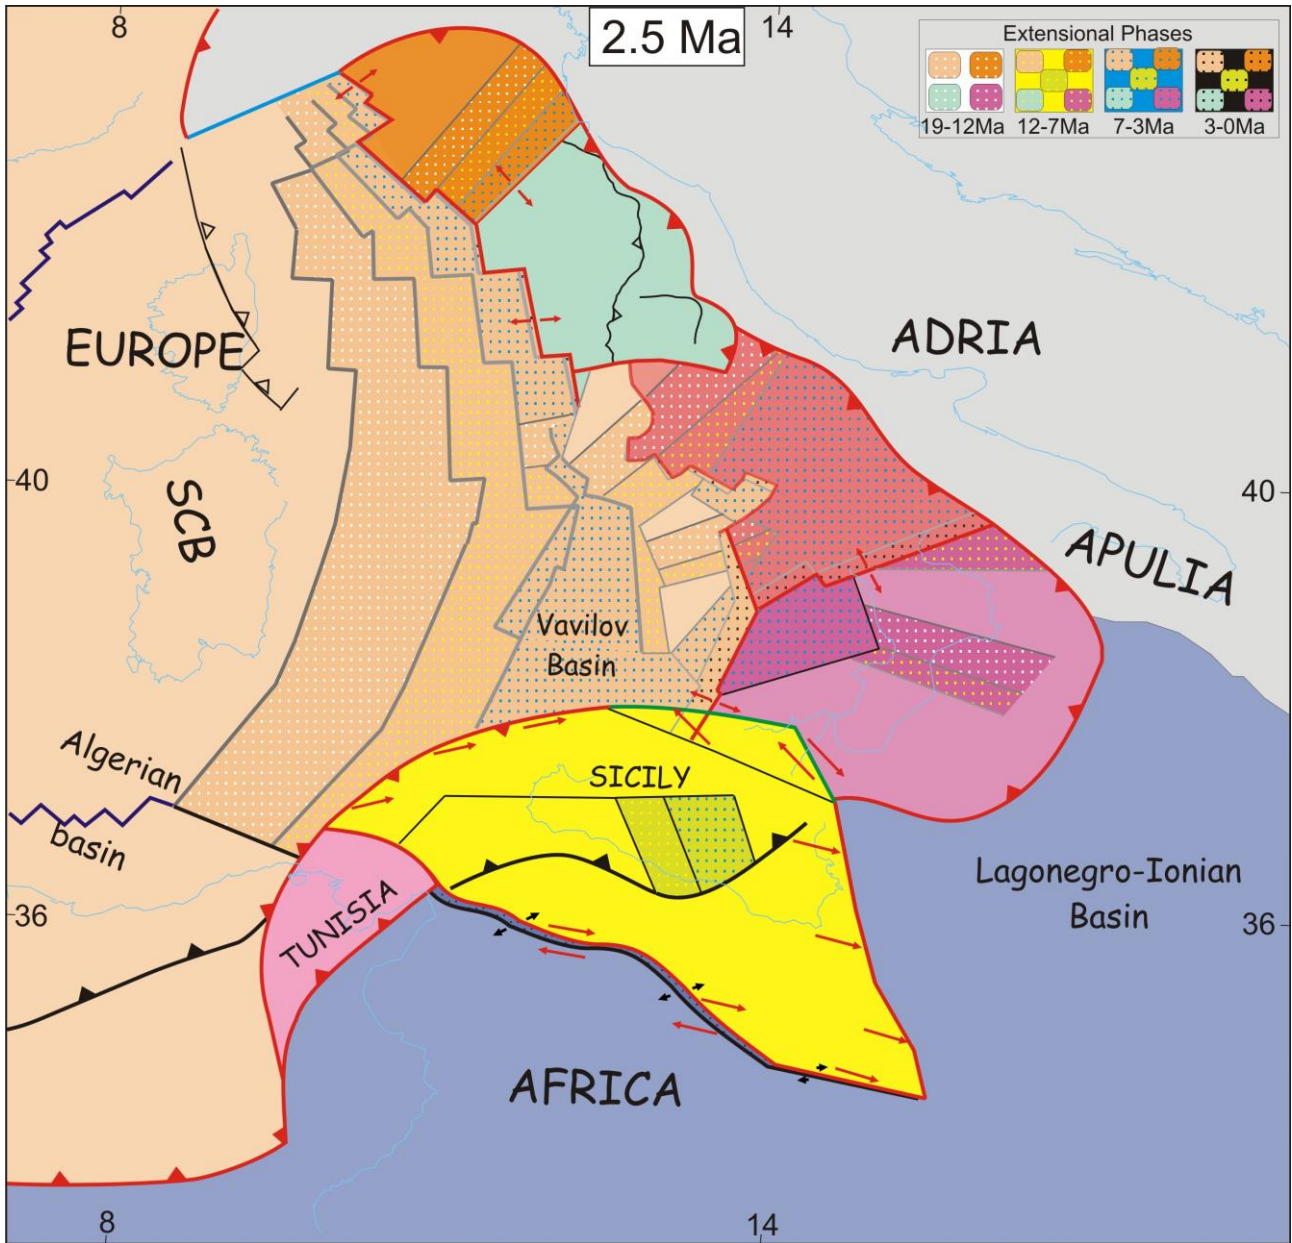 8
2.5 Ma
14
Extensional Phases
19-12Ma
12-7Ma
7-3Ma
3-0Ma
EUROPE
ADRIA
40
SCB
40
APULIA
Vavilov
Basin
Algerian
basin
SICILY
Lagonegro-Ionian
Basin
36
TUNISIA
36
AFRICA
8
14